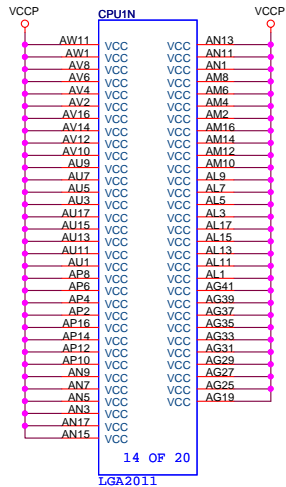 VCCP CPU1N VCCP
AW11 VCC VCC AN13
AW1 VCC VCC AN11
AV8 VCC VCC AN1
AV6 VCC VCC AM8
AV4 VCC VCC AM6
AV2 VCC VCC AM4
AV16 VCC VCC AM2
AV14 VCC VCC AM16
AV12 VCC VCC AM14
AV10 VCC VCC AM12
AU9 VCC VCC AM10
AU7 VCC VCC AL9
AU5 VCC VCC AL7
AU3 VCC VCC AL5
AU17 VCC VCC AL3
AU15 VCC VCC AL17
AU13 VCC VCC AL15
AU11 VCC VCC AL13
AU1 VCC VCC AL11
AP8 VCC VCC AL1
AP6 VCC VCC AG41
AP4 VCC VCC AG39
AP2 VCC VCC AG37
AP16 VCC VCC AG35
AP14 VCC VCC AG33
AP12 VCC VCC AG31
AP10 VCC VCC AG29
AN9 VCC VCC AG27
AN7 VCC VCC AG25
AN5 VCC VCC AG19
AN3 VCC
AN15 VCC
14 OF 20
LGA2011